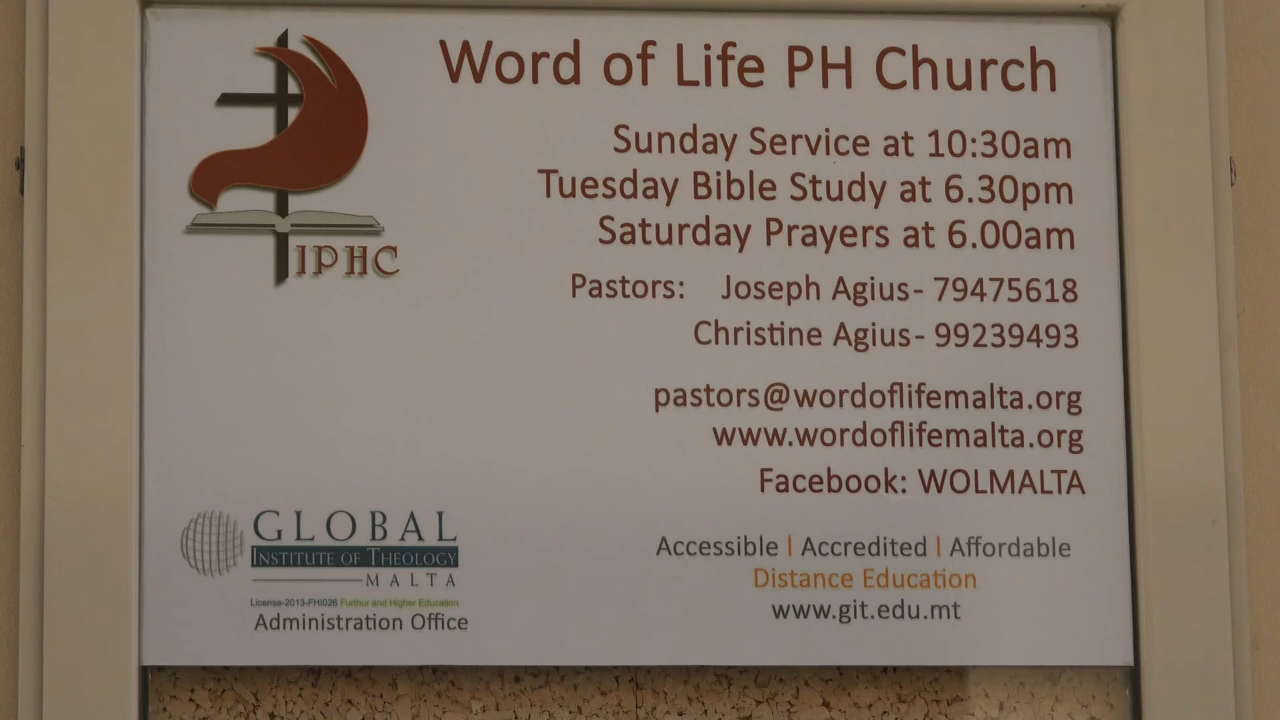 Word of Life PH Church
Sunday Service at 10:30am
Tuesday Bible Study at 6.30pm
Saturday Prayers at 6.00am
IPHC
Pastors: Joseph Agius- 79475618
Christine Agius- 99239493
pastors@wordoflifemalta.org
www.wordoflifemalta.org
Facebook: WOLMALTA
GLOBAL
INSTITUTE OF THEOLOGY
MALTA
License-2013-FHI026 Furthur and Higher Education
Administration Office
Accessible | Accredited | Affordable
Distance Education
www.git.edu.mt